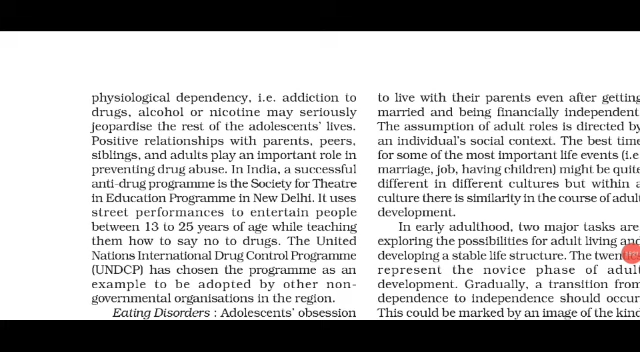 physiological dependency, i.e. addiction to
drugs, alcohol or nicotine may seriously
jeopardise the rest of the adolescents' lives.
Positive relationships with parents, peers,
siblings, and adults play an important role in
preventing drug abuse. In India, a successful
anti-drug programme is the Society for Theatre
in Education Programme in New Delhi. It uses
street performances to entertain people
between 13 to 25 years of age while teaching
them how to say no to drugs. The United
Nations International Drug Control Programme
(UNDCP) has chosen the programme as an
example to be adopted by other non-
governmental organisations in the region.
Eating Disorders : Adolescents' obsession
to live with their parents even after getting
married and being financially independent
The assumption of adult roles is directed by
an individual's social context. The best time
for some of the most important life events (i.e
marriage, job, having children) might be quite
different in different cultures but within a
culture there is similarity in the course of adult
development.
In early adulthood, two major tasks are
exploring the possibilities for adult living and
developing a stable life structure. The twenties
represent the novice phase of adult
development. Gradually, a transition from
dependence to independence should occur
This could be marked by an image of the kind